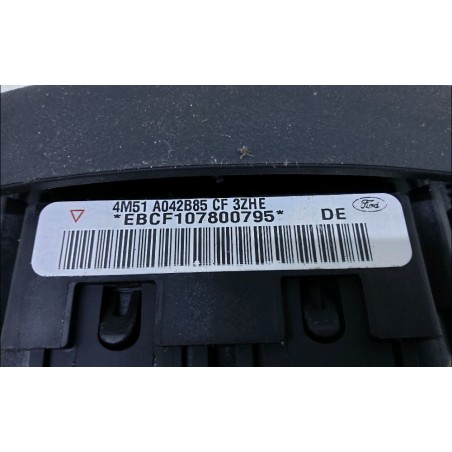 4M51 A042B85 CF 3ZHE
*EBCF107800795* DE Ford